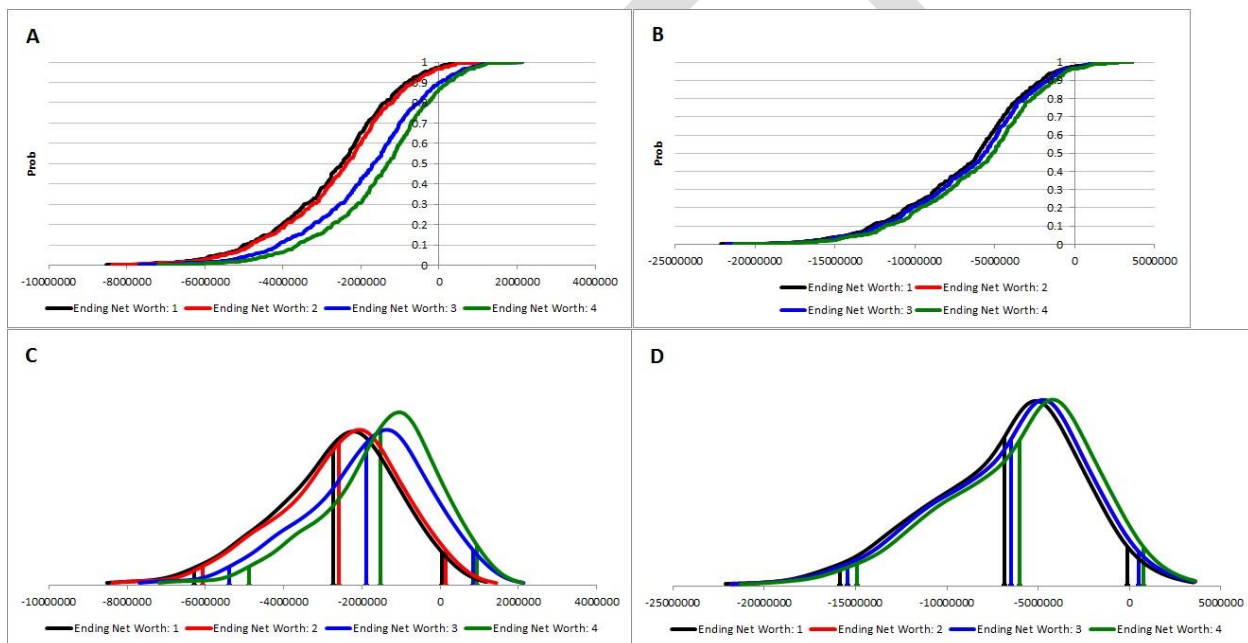 A
Prob
1
0.9
0.8
0.7
0.6
0.5
0.4
0.3
0.2
0.1
0
-10000000 -8000000 -6000000 -4000000 -2000000 0 2000000 4000000
Ending Net Worth: 1 Ending Net Worth: 2 Ending Net Worth: 3 Ending Net Worth: 4
B
Prob
1
0.9
0.8
0.7
0.6
0.5
0.4
0.3
0.2
0.1
0
-25000000 -20000000 -15000000 -10000000 -5000000 0 5000000
Ending Net Worth: 1 Ending Net Worth: 2
Ending Net Worth: 3 Ending Net Worth: 4
C
-10000000 -8000000 -6000000 -4000000 -2000000 0 2000000 4000000
Ending Net Worth: 1 Ending Net Worth: 2 Ending Net Worth: 3 Ending Net Worth: 4
D
-25000000 -20000000 -15000000 -10000000 -5000000 0 5000000
Ending Net Worth: 1 Ending Net Worth: 2 Ending Net Worth: 3 Ending Net Worth: 4